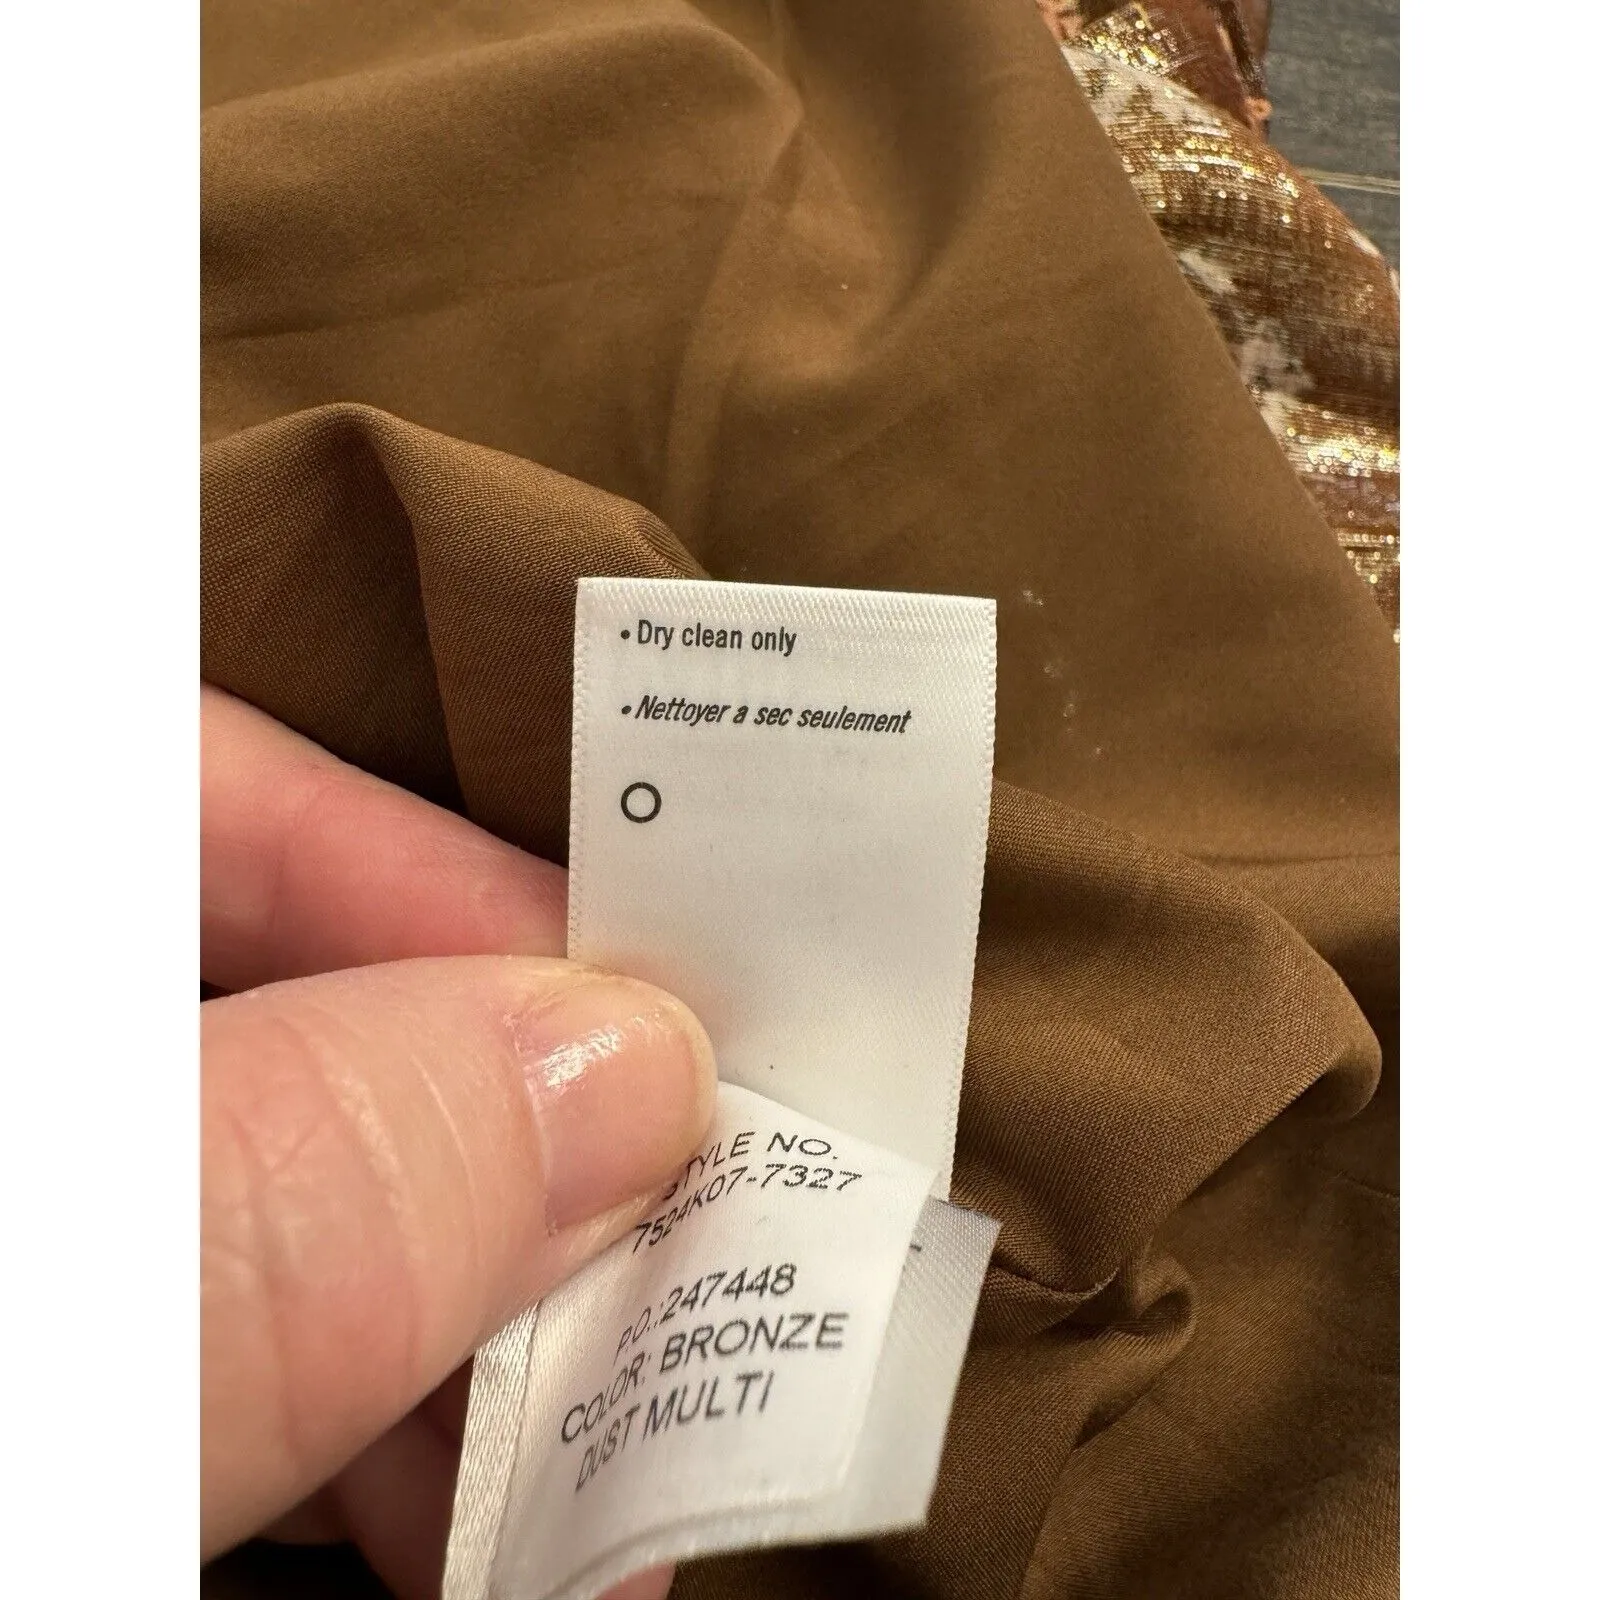 • Dry clean only
• Nettoyer a sec seulement
STYLE NO.
7524K07-7327
P.O.:247448
COLOR: BRONZE
DUST MULTI